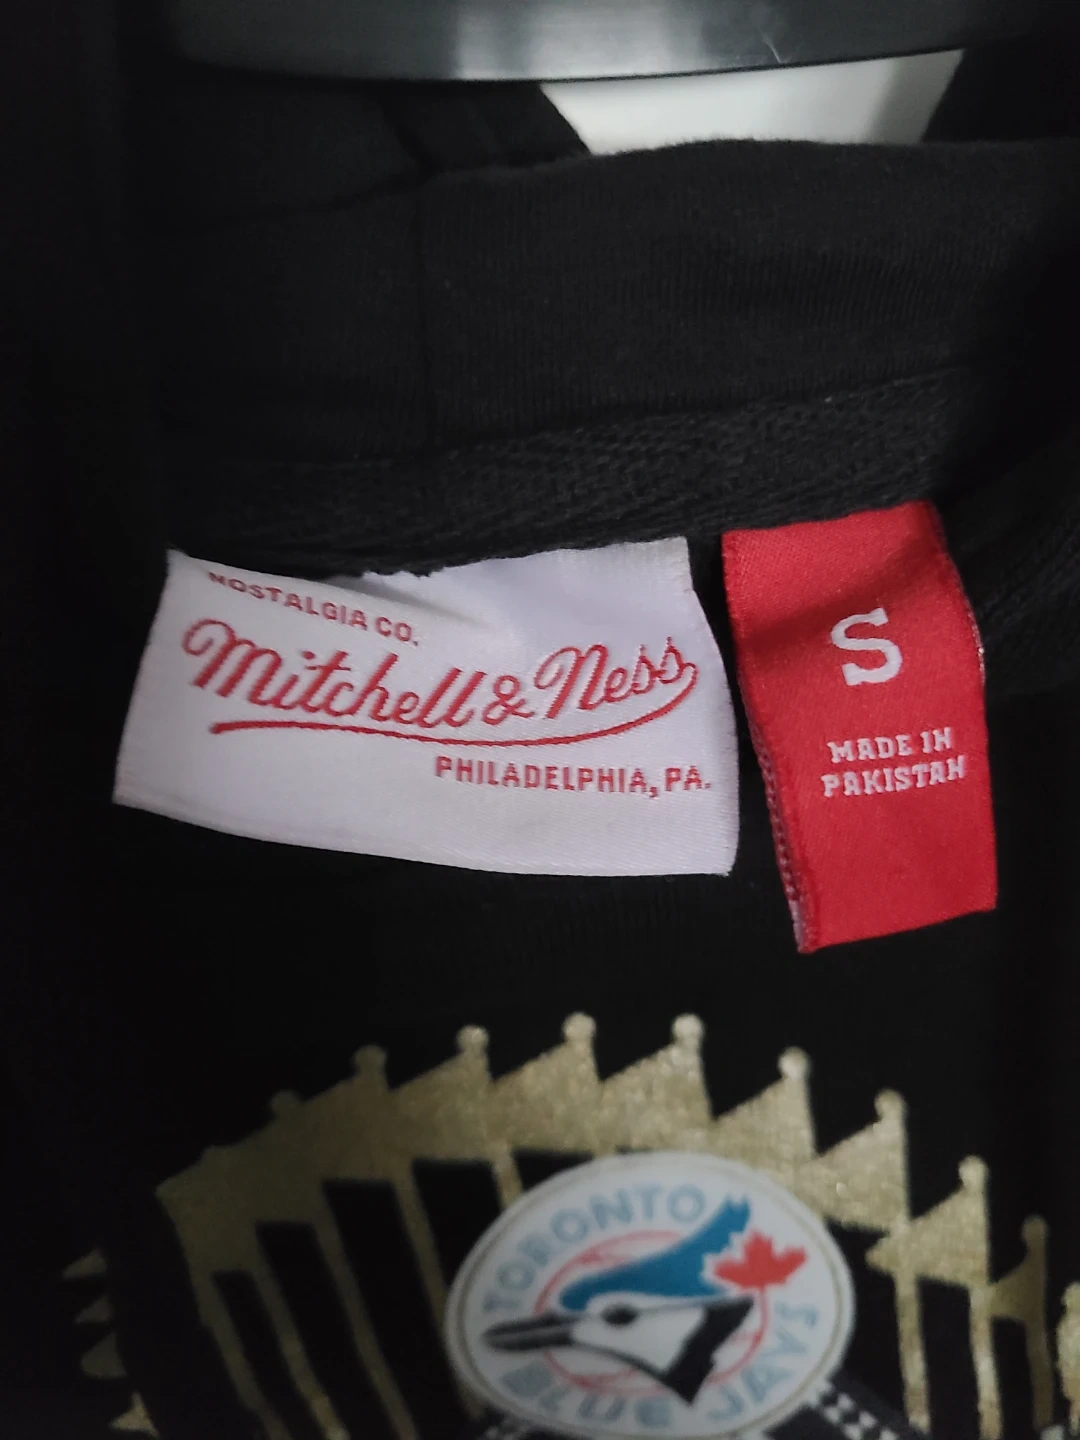 NOSTALGIA CO.
Mitchell & Ness
PHILADELPHIA, PA.
S
MADE IN
PAKISTAN
TORONTO
BLUE JAYS